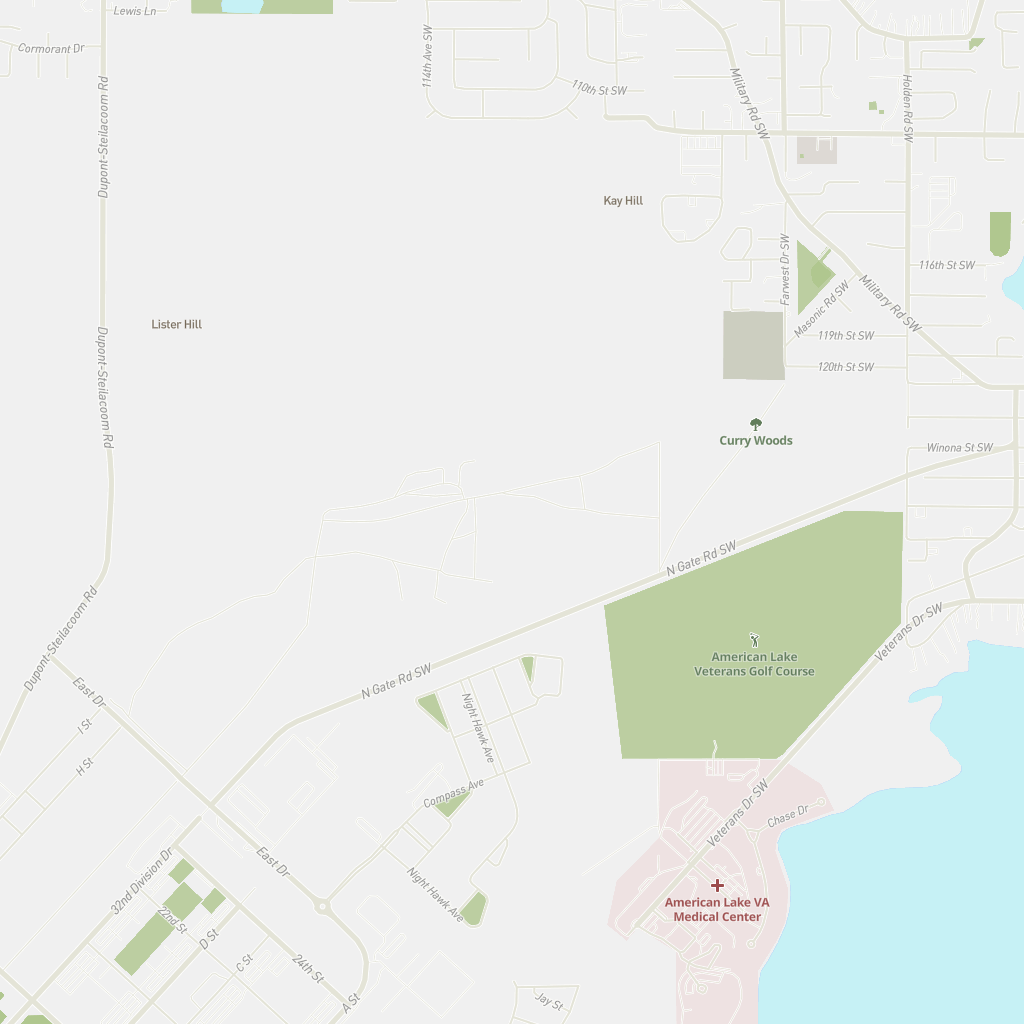 Lewis Ln
Cormorant Dr
114th Ave SW
110th St SW
Military Rd SW
Holden Rd SW
Dupont-Steilacoom Rd
Kay Hill
Farwest Dr SW
116th St SW
Military Rd SW
Masonic Rd SW
Lister Hill
119th St SW
120th St SW
Dupont-Steilacoom Rd
Curry Woods
Winona St SW
N Gate Rd SW
Dupont-Steilacoom Rd
Veterans Dr SW
American Lake
Veterans Golf Course
N Gate Rd SW
East Dr
I St
Night Hawk Ave
H St
Compass Ave
Veterans Dr SW
Chase Dr
East Dr
32nd Division Dr
Night Hawk Ave
American Lake VA
Medical Center
22nd St
D St
C St
24th St
A St
Jay St